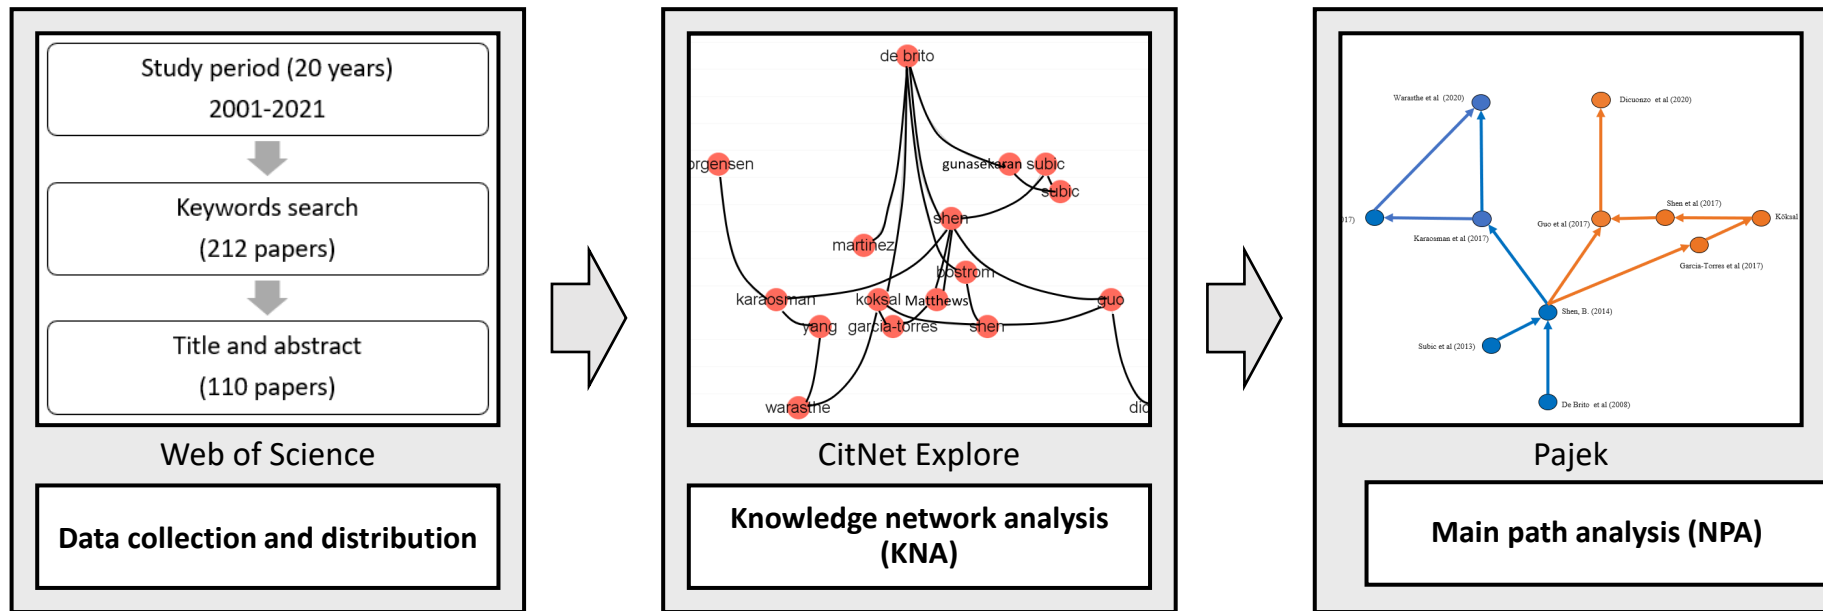 Study period (20 years)
2001-2021
Keywords search
(212 papers)
Title and abstract
(110 papers)
Web of Science
Data collection and distribution
de brito
orgensen
gunasekaran
subic
subic
shen
martinez
bostrom
karaosman
koksal
Matthews
guo
yang
garcia-torres
shen
warasthe
dic
CitNet Explore
Knowledge network analysis
(KNA)
Warasthe et al (2020)
Dicuonzo et al (2020)
017)
Karaosman et al (2017)
Guo et al (2017)
Shen et al (2017)
Köksal
Garcia-Torres et al (2017)
Shen, B. (2014)
Subic et al (2013)
De Brito et al (2008)
Pajek
Main path analysis (NPA)